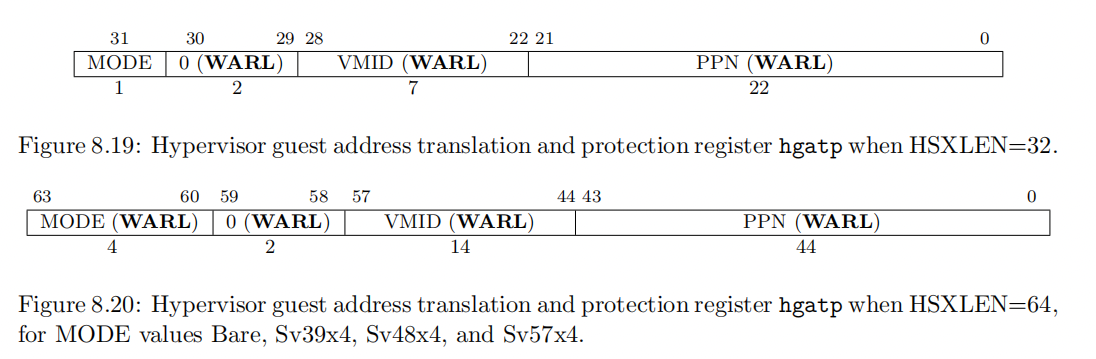 31 30 29 28 22 21 0
MODE 0 (WARL) VMID (WARL) PPN (WARL)
1 2 7 22
Figure 8.19: Hypervisor guest address translation and protection register hgatp when HSXLEN=32.
63 60 59 58 57 44 43 0
MODE (WARL) 0 (WARL) VMID (WARL) PPN (WARL)
4 2 14 44
Figure 8.20: Hypervisor guest address translation and protection register hgatp when HSXLEN=64,
for MODE values Bare, Sv39x4, Sv48x4, and Sv57x4.